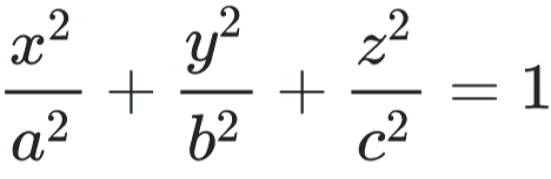 x²/a² + y²/b² + z²/c² = 1